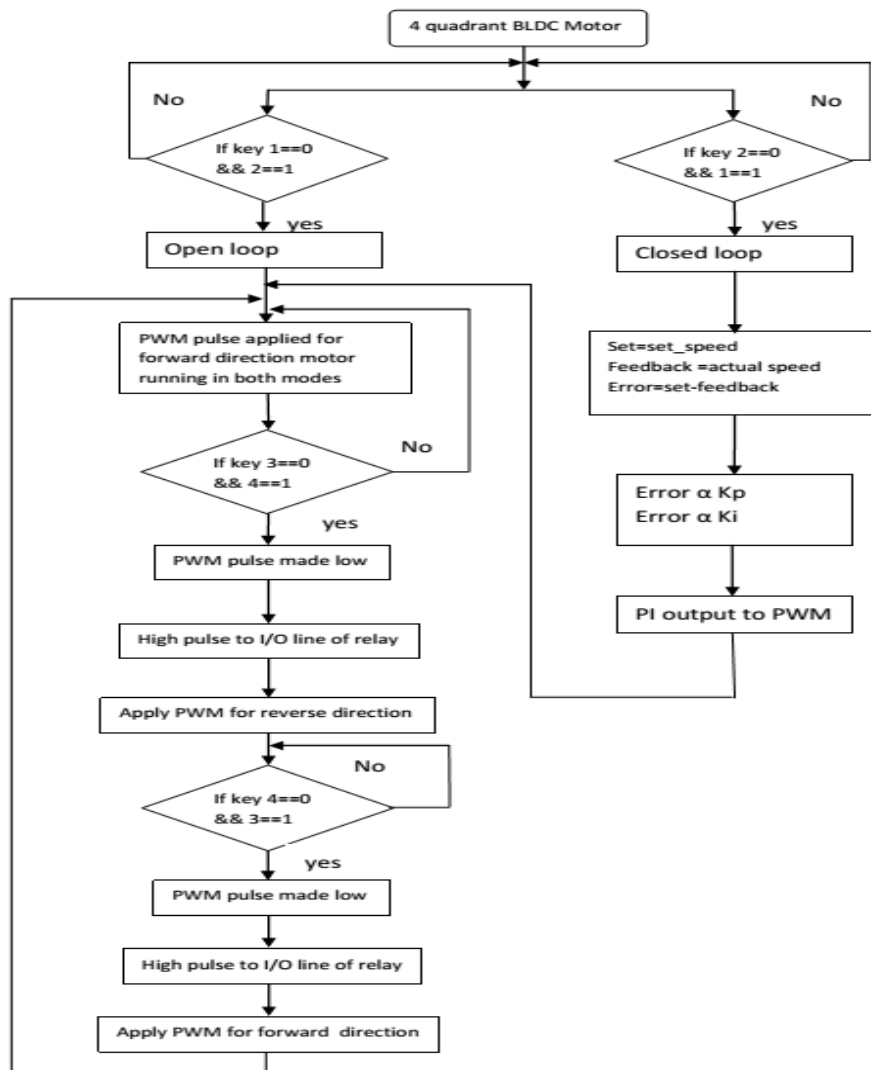 4 quadrant BLDC Motor
No
No
If key 1==0
&& 2==1
If key 2==0
&& 1==1
yes
yes
Open loop
Closed loop
PWM pulse applied for
forward direction motor
running in both modes
Set=set_speed
Feedback =actual speed
Error=set-feedback
No
If key 3==0
&& 4==1
Error α Kp
Error α Ki
yes
PWM pulse made low
PI output to PWM
High pulse to I/O line of relay
Apply PWM for reverse direction
No
If key 4==0
&& 3==1
yes
PWM pulse made low
High pulse to I/O line of relay
Apply PWM for forward direction